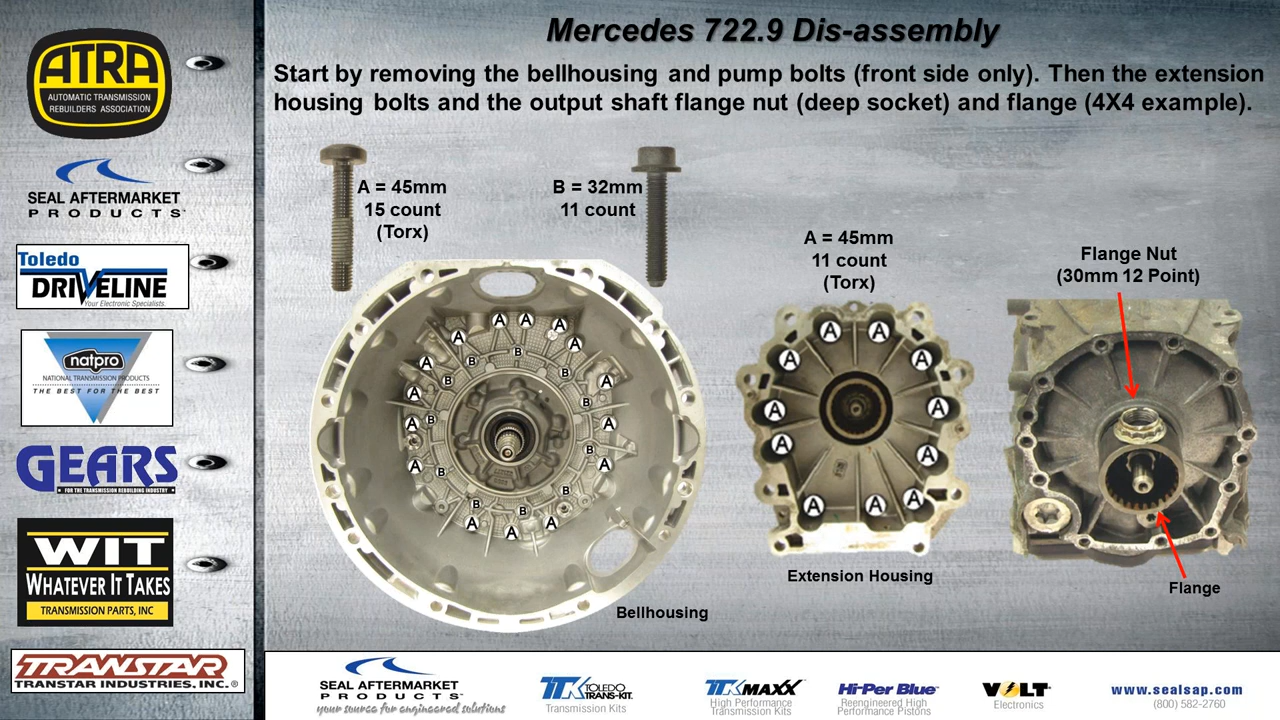 Mercedes 722.9 Dis-assembly
Start by removing the bellhousing and pump bolts (front side only). Then the extension
housing bolts and the output shaft flange nut (deep socket) and flange (4X4 example).
ATRA
AUTOMATIC TRANSMISSION
REBUILDERS ASSOCIATION
SEAL AFTERMARKET
PRODUCTS
Toledo
DRIVELINE
Your Electronic Specialists.
natpro
NATIONAL TRANSMISSION PRODUCTS
THE BEST FOR THE BEST
GEARS
FOR THE TRANSMISSION REBUILDING INDUSTRY
WIT
WHATEVER IT TAKES
TRANSMISSION PARTS, INC
TRANSTAR
TRANSTAR INDUSTRIES, INC.®
A = 45mm
15 count
(Torx)
B = 32mm
11 count
A = 45mm
11 count
(Torx)
Flange Nut
(30mm 12 Point)
A A A A A A A A A A A A A A A
B B B B B B B B B B B
Bellhousing
A A A A A A A A A A A
Extension Housing
Flange
SEAL AFTERMARKET
PRODUCTS
your source for engineered solutions
TTK TOLEDO
TRANS-KIT
Transmission Kits
TTK MAXX
High Performance
Transmission Kits
Hi-Per Blue
Reengineered High
Performance Pistons
VOLT
Electronics
www.sealsap.com
(800) 582-2760